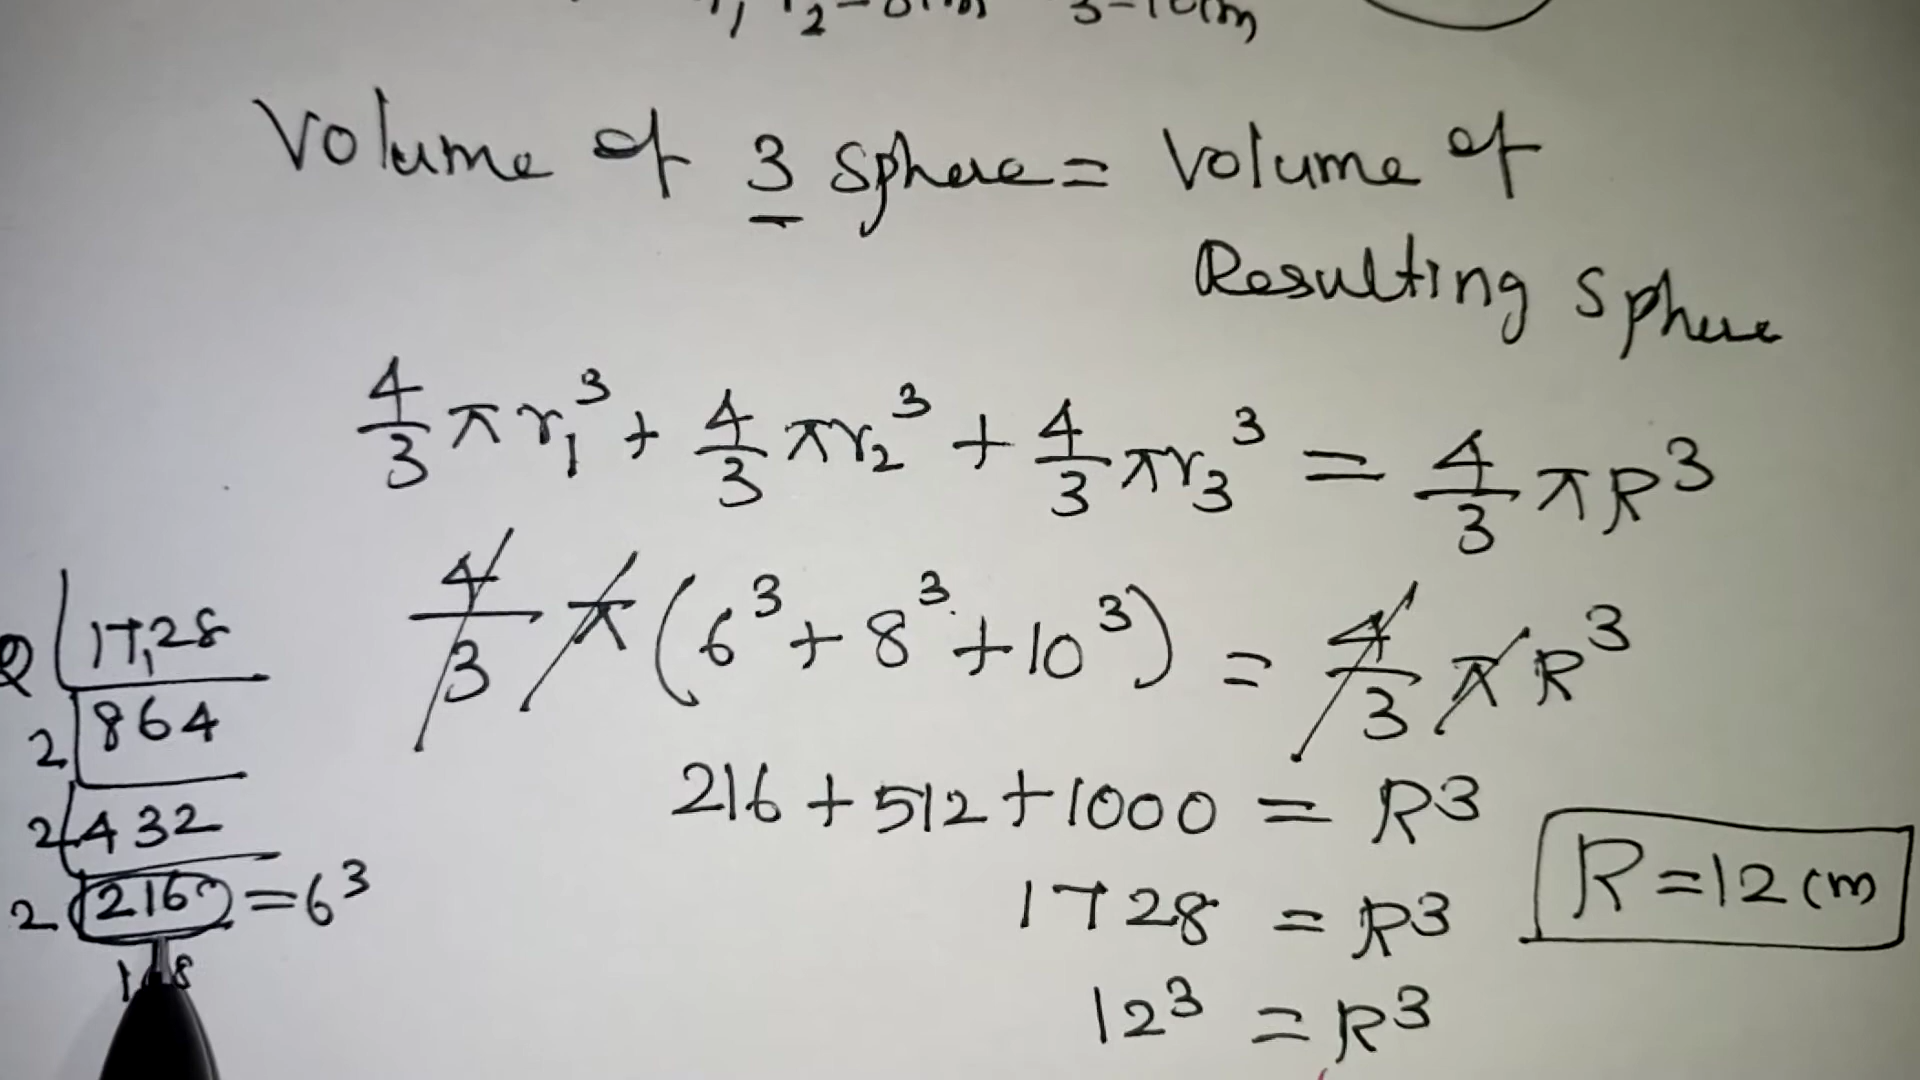 Volume of 3 Sphere = Volume of
Resulting Sphere
4/3 πr₁³ + 4/3 πr₂³ + 4/3 πr₃³ = 4/3 πR³
4/3 π (6³ + 8³ + 10³) = 4/3 π R³
216 + 512 + 1000 = R³
1728 = R³
12³ = R³
R = 12 cm
2 | 1728
2 | 864
2 | 432
2 | 216 = 6³